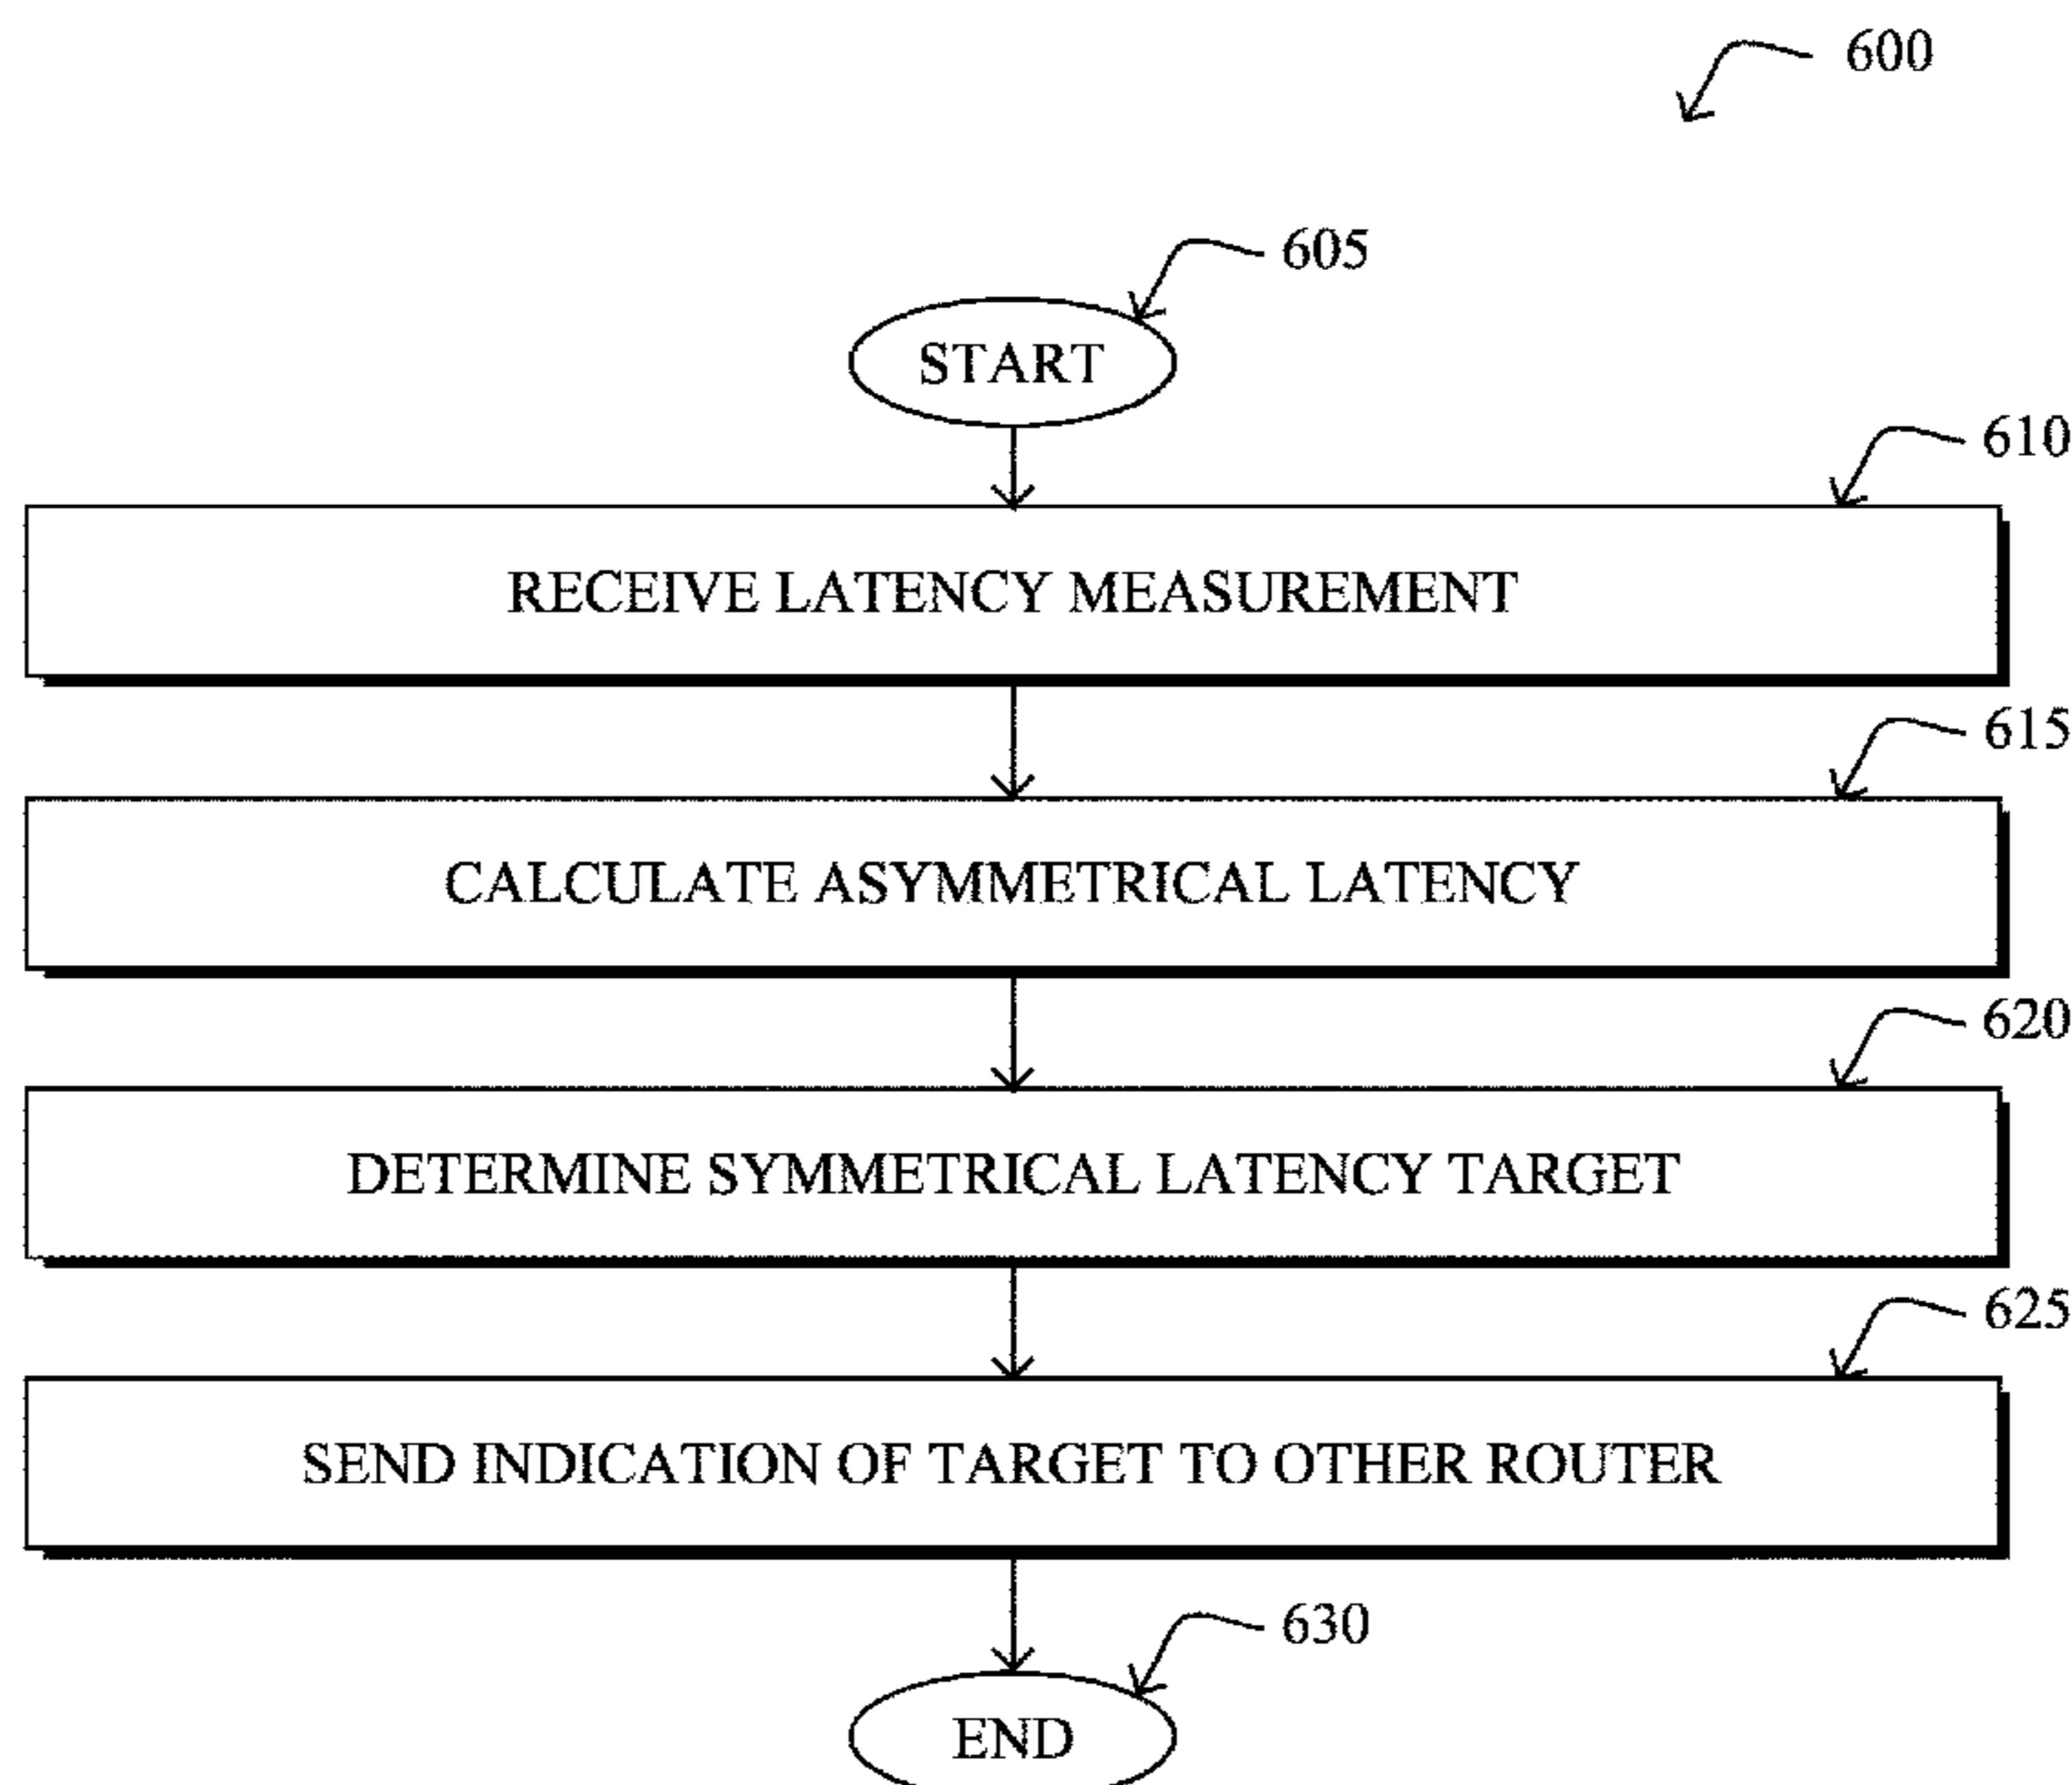 600
605
START
610
RECEIVE LATENCY MEASUREMENT
615
CALCULATE ASYMMETRICAL LATENCY
620
DETERMINE SYMMETRICAL LATENCY TARGET
625
SEND INDICATION OF TARGET TO OTHER ROUTER
630
END